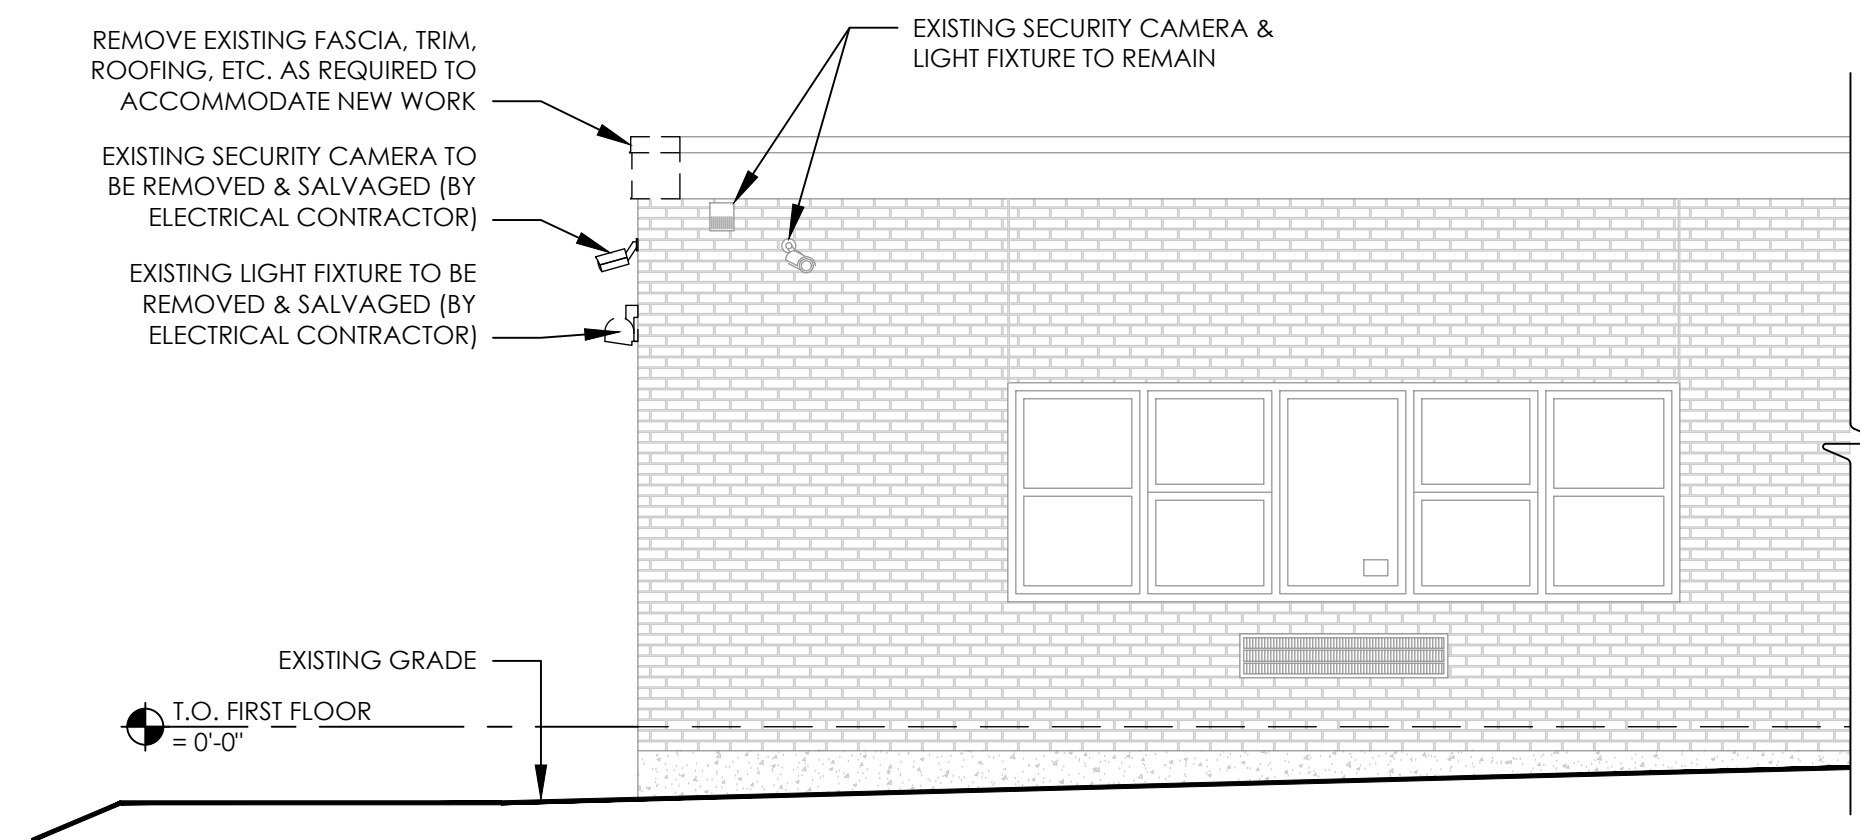 REMOVE EXISTING FASCIA, TRIM,
ROOFING, ETC. AS REQUIRED TO
ACCOMMODATE NEW WORK
EXISTING SECURITY CAMERA &
LIGHT FIXTURE TO REMAIN
EXISTING SECURITY CAMERA TO
BE REMOVED & SALVAGED (BY
ELECTRICAL CONTRACTOR)
EXISTING LIGHT FIXTURE TO BE
REMOVED & SALVAGED (BY
ELECTRICAL CONTRACTOR)
EXISTING GRADE
T.O. FIRST FLOOR
= 0'-0"